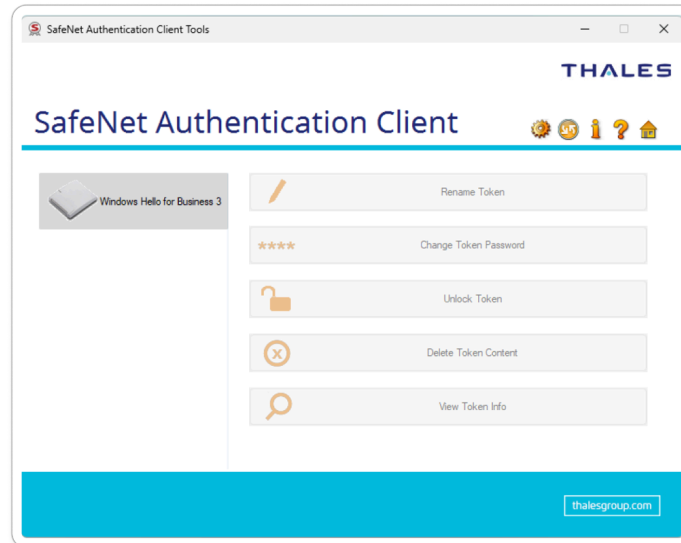 SafeNet Authentication Client Tools
THALES
SafeNet Authentication Client
Windows Hello for Business 3
Rename Token
**** Change Token Password
Unlock Token
Delete Token Content
View Token Info
thalesgroup.com